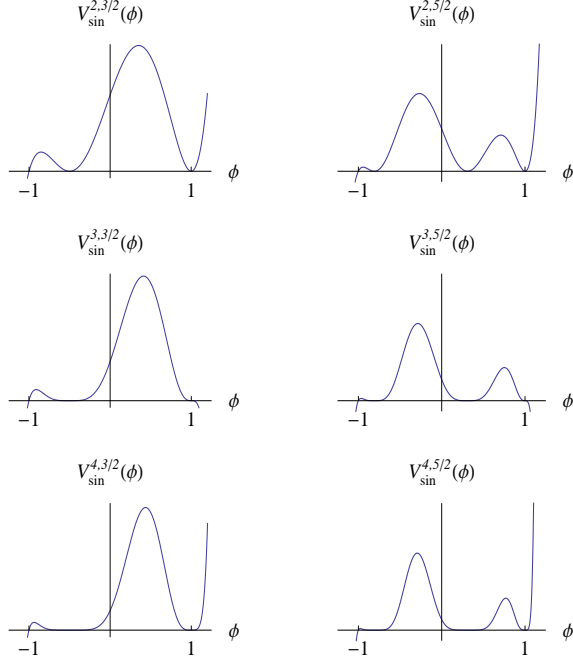 V_sin^{2,3/2}(ϕ)
ϕ
−1
1
V_sin^{2,5/2}(ϕ)
ϕ
−1
1
V_sin^{3,3/2}(ϕ)
ϕ
−1
1
V_sin^{3,5/2}(ϕ)
ϕ
−1
1
V_sin^{4,3/2}(ϕ)
ϕ
−1
1
V_sin^{4,5/2}(ϕ)
ϕ
−1
1